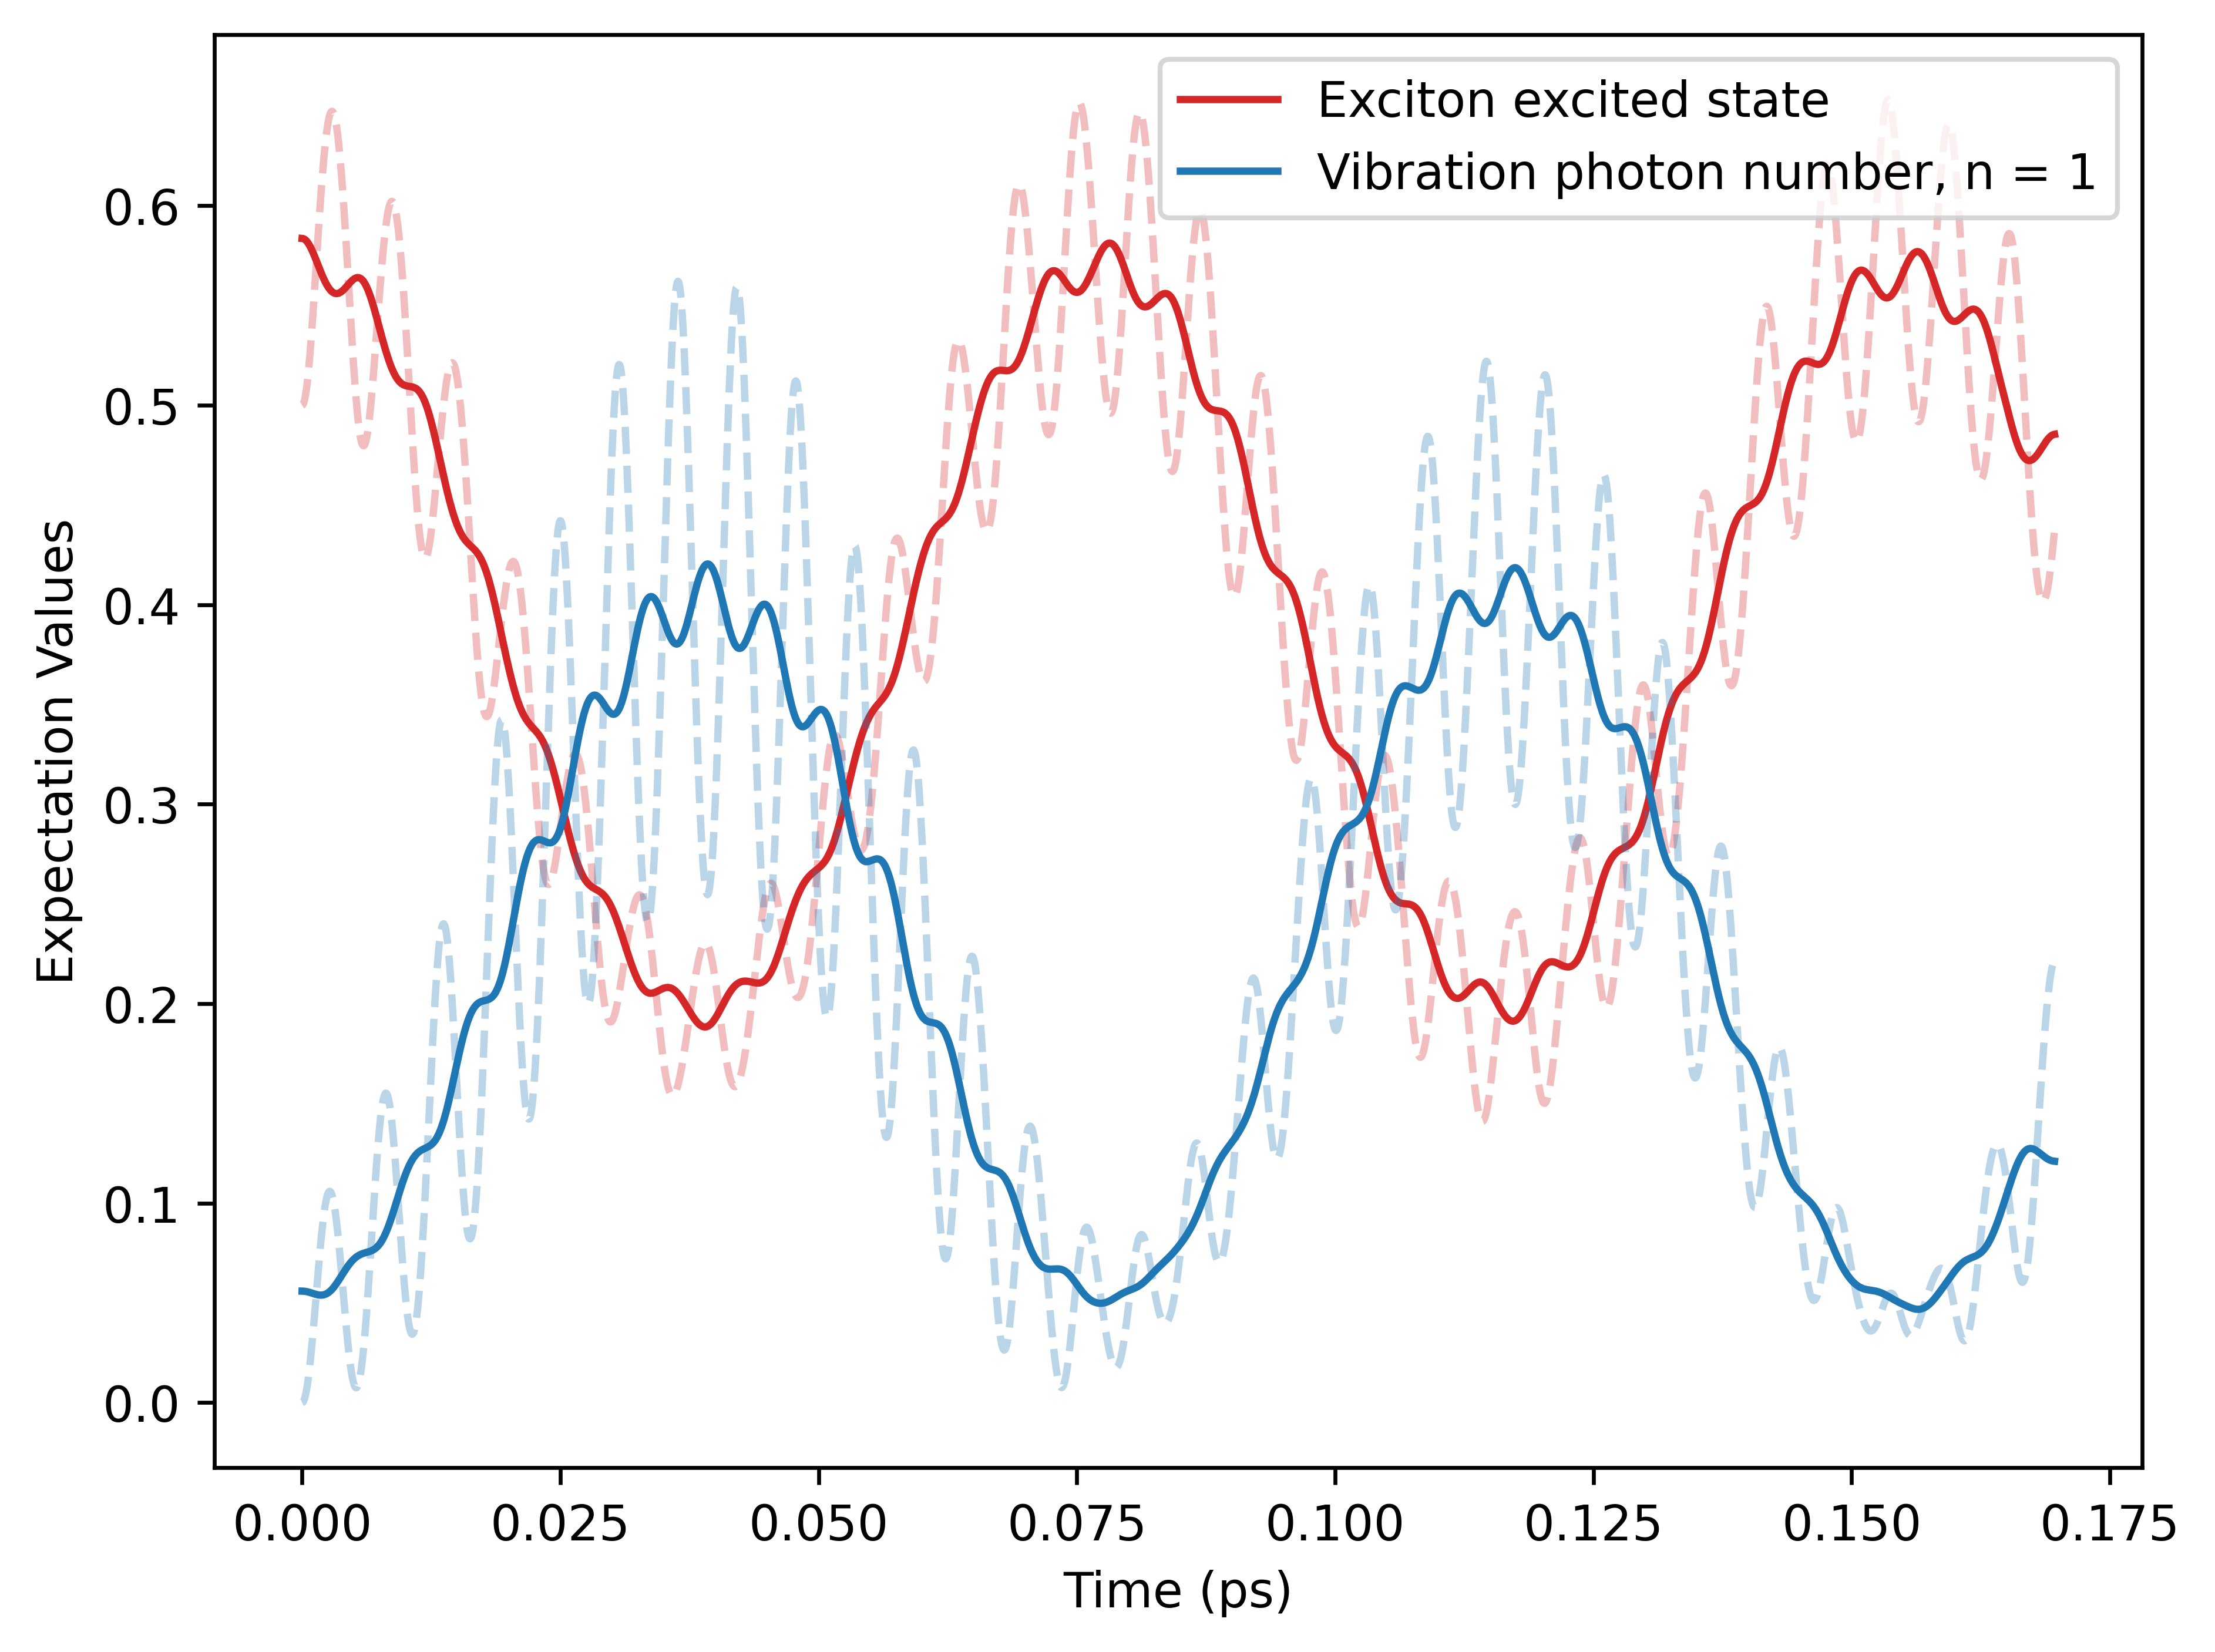 Exciton excited state
Vibration photon number, n = 1
Expectation Values
0.6
0.5
0.4
0.3
0.2
0.1
0.0
0.000 0.025 0.050 0.075 0.100 0.125 0.150 0.175
Time (ps)